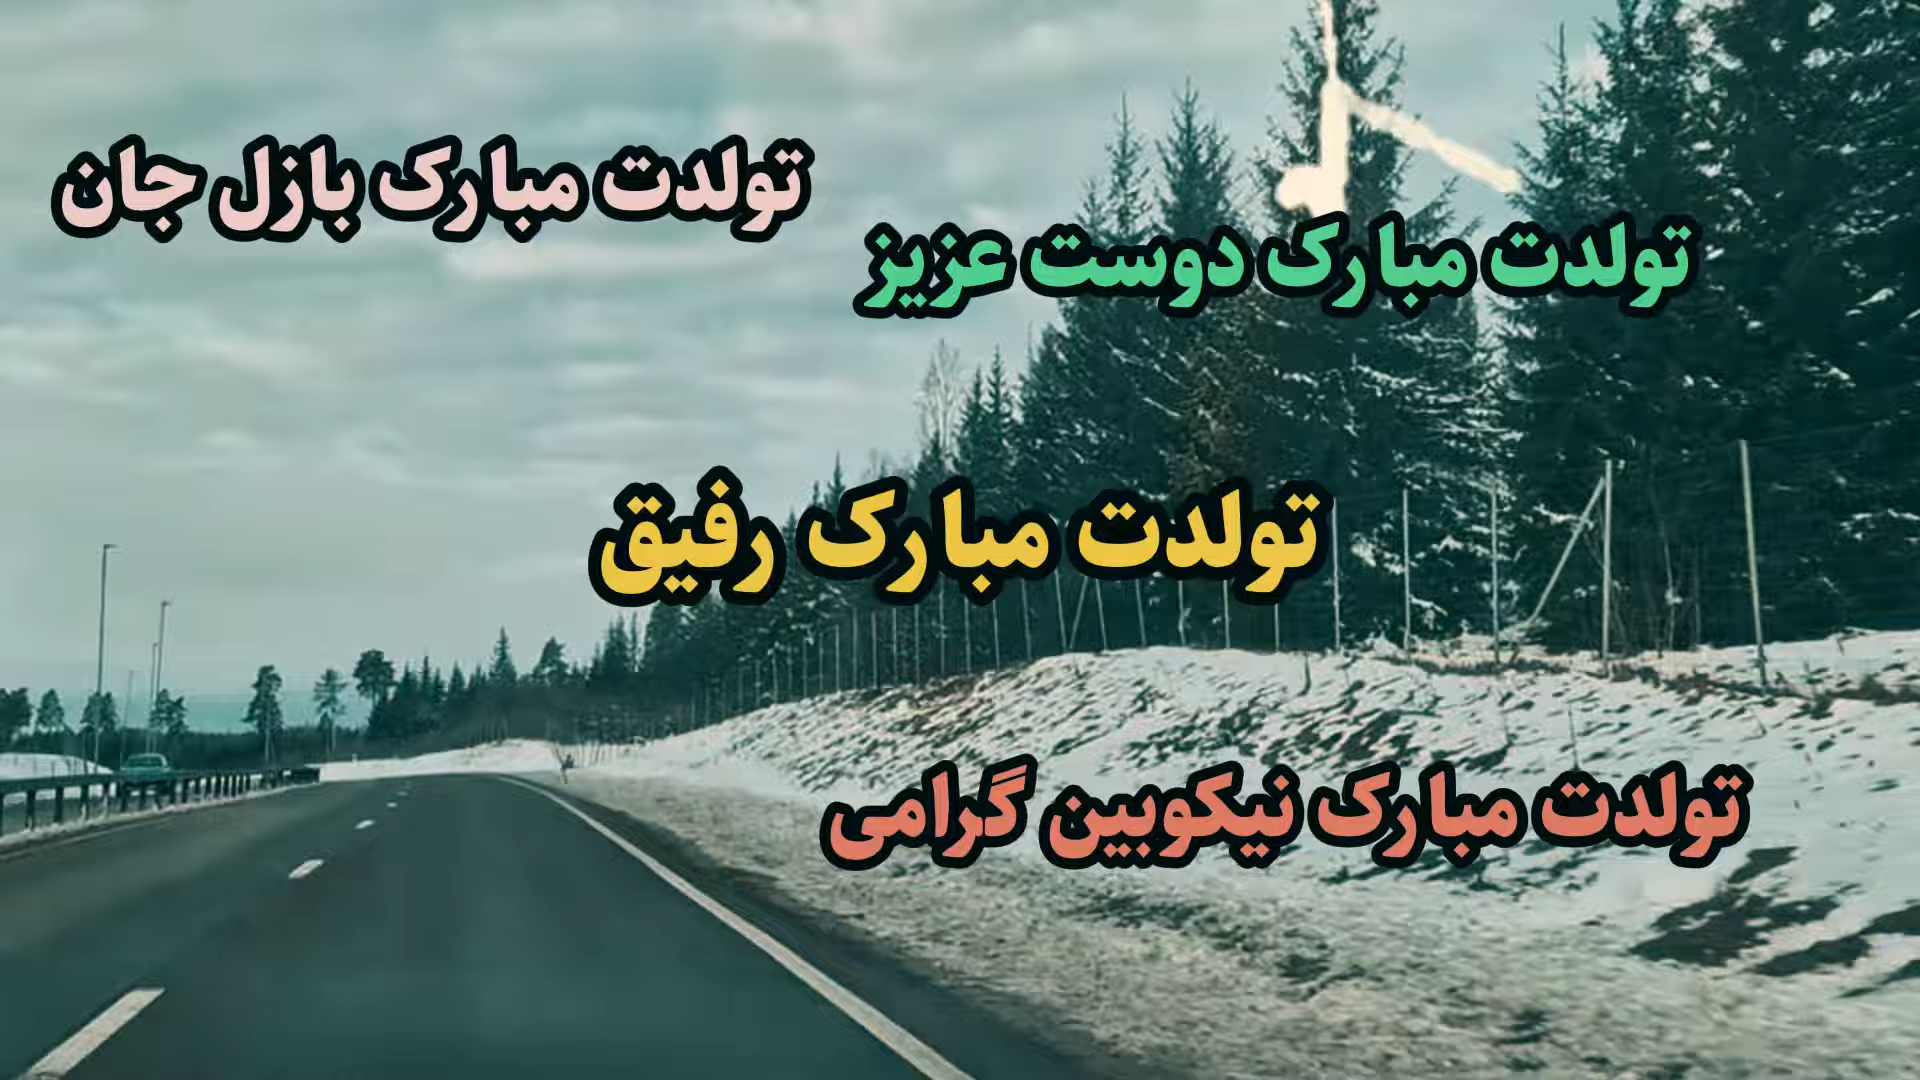 تولدت مبارک بازل جان
تولدت مبارک دوست عزیز
تولدت مبارک رفیق
تولدت مبارک نیکوبین گرامی